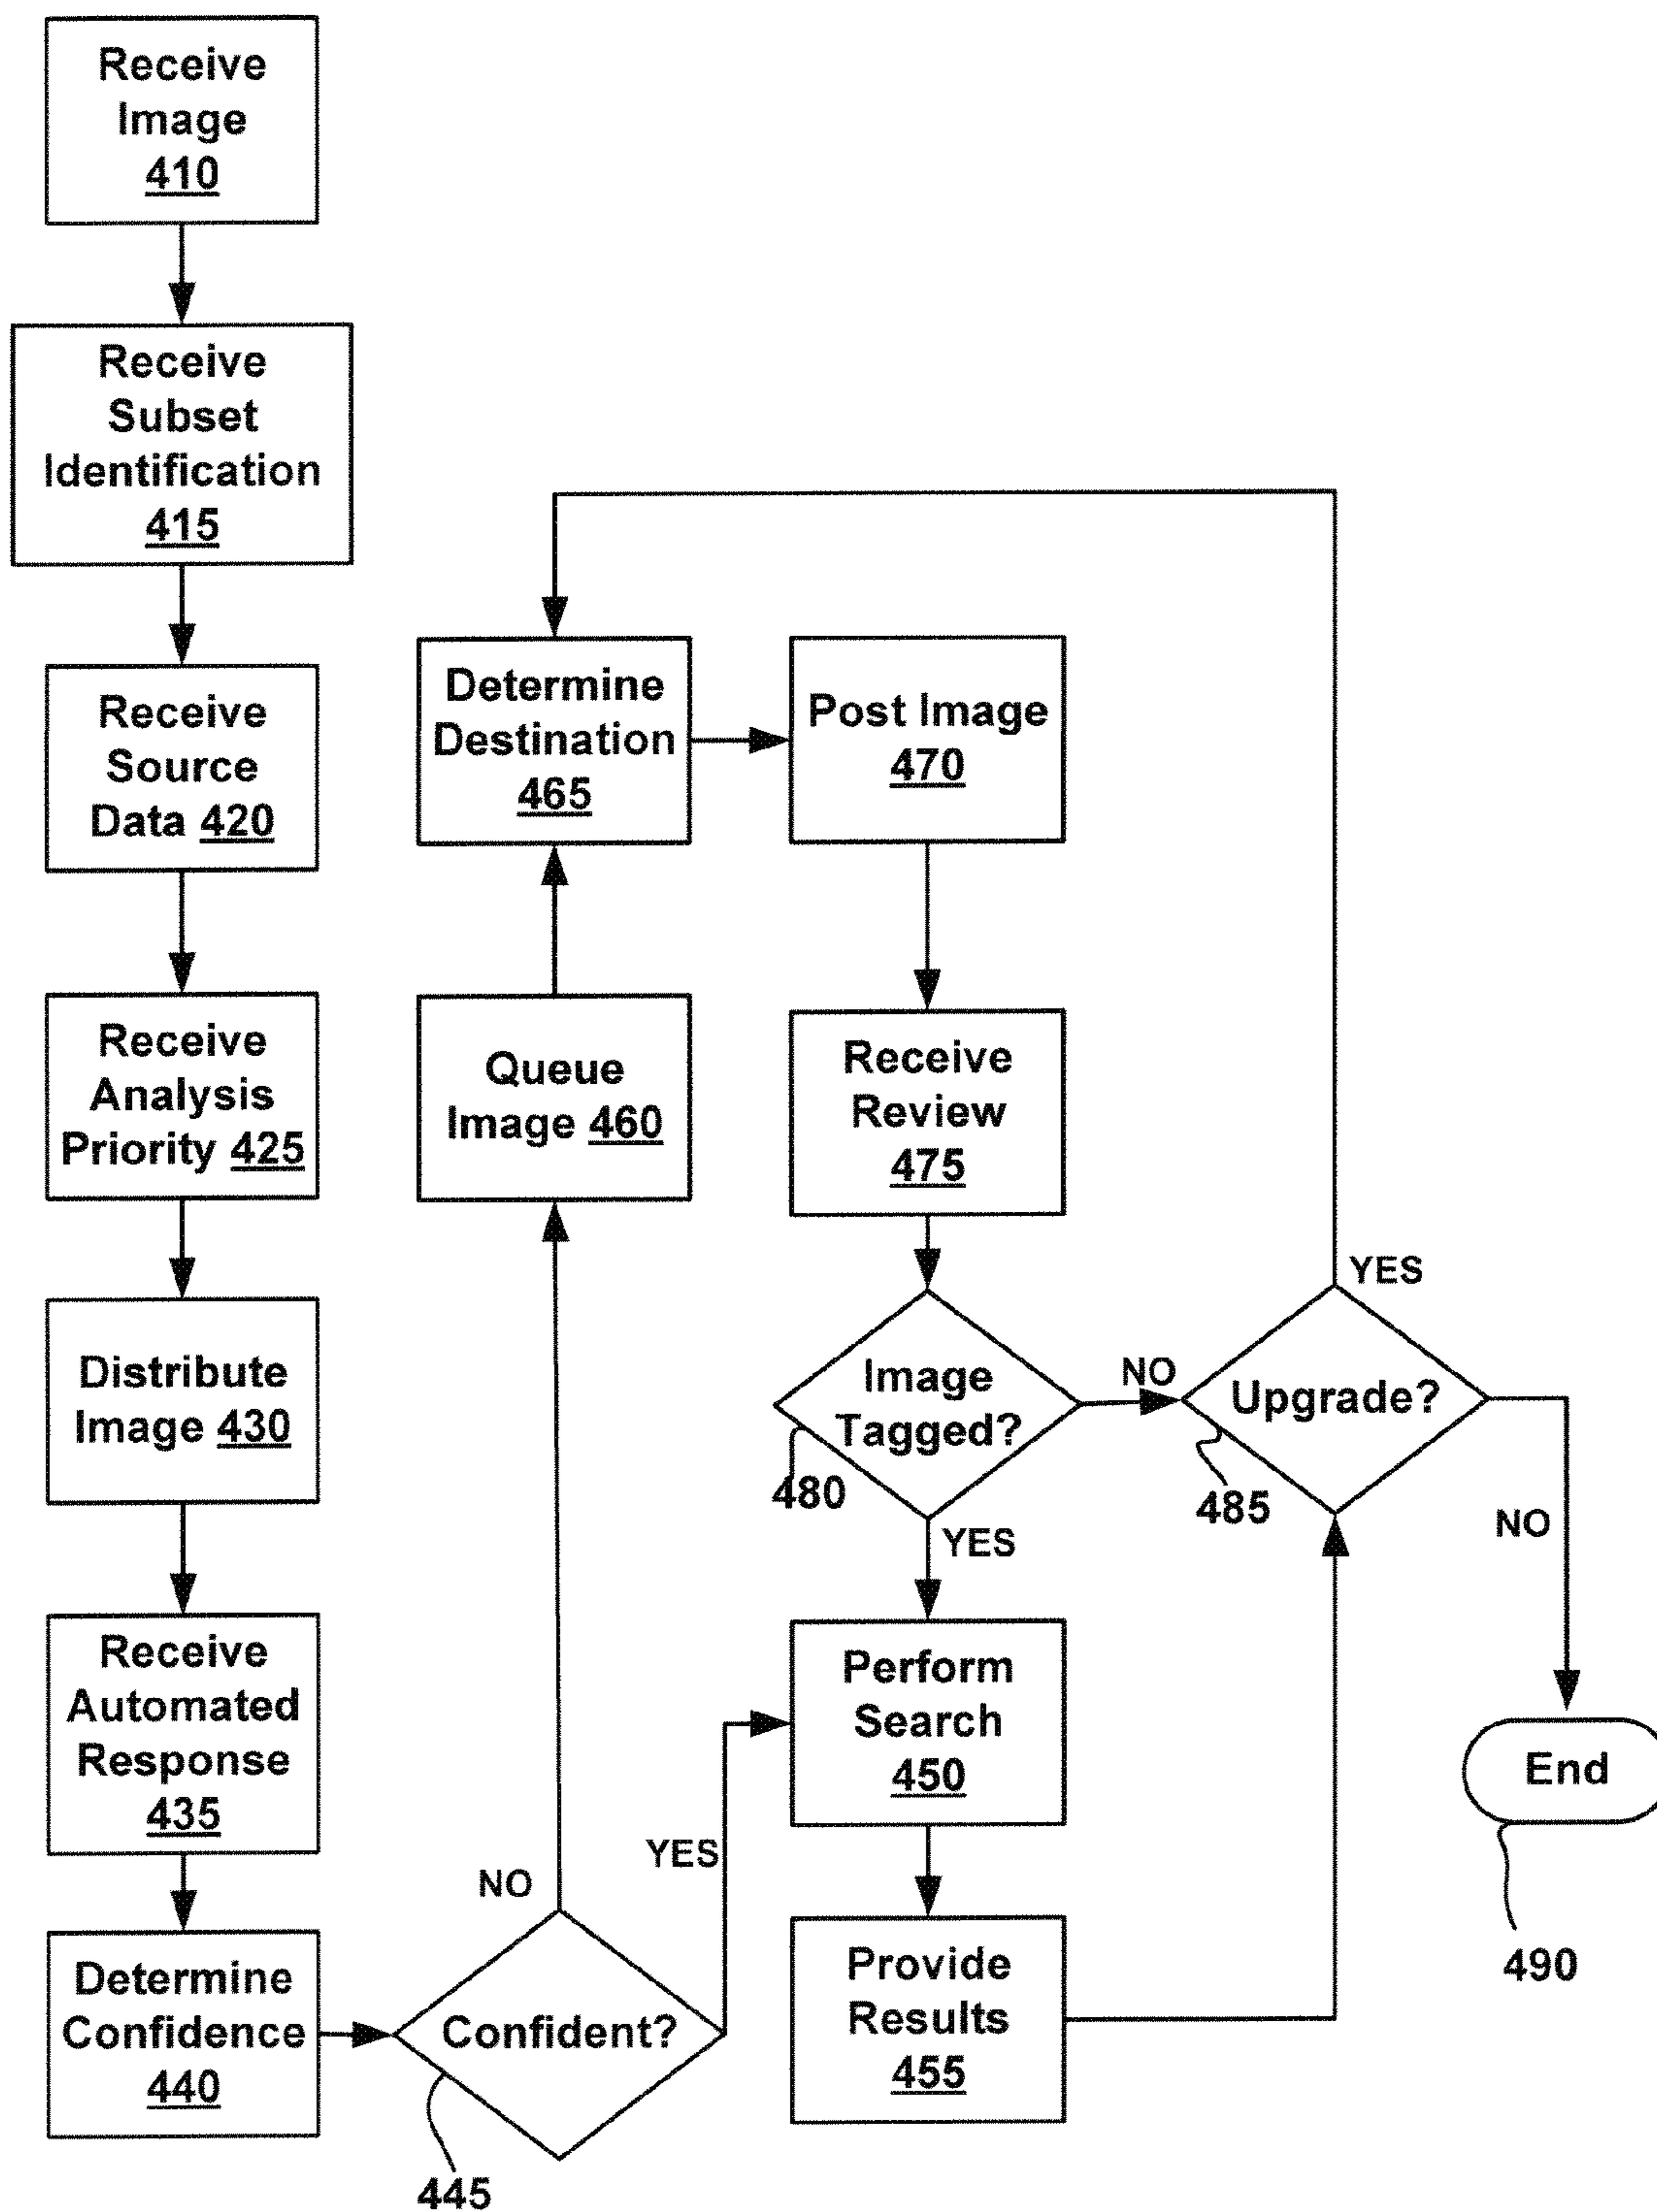 Receive
Image
410
Receive
Subset
Identification
415
Receive
Source
Data 420
Receive
Analysis
Priority 425
Distribute
Image 430
Receive
Automated
Response
435
Determine
Confidence
440
Confident?
445
NO
YES
Queue
Image 460
Determine
Destination
465
Post Image
470
Receive
Review
475
Image
Tagged?
480
NO
YES
Perform
Search
450
Provide
Results
455
Upgrade?
485
YES
NO
End
490